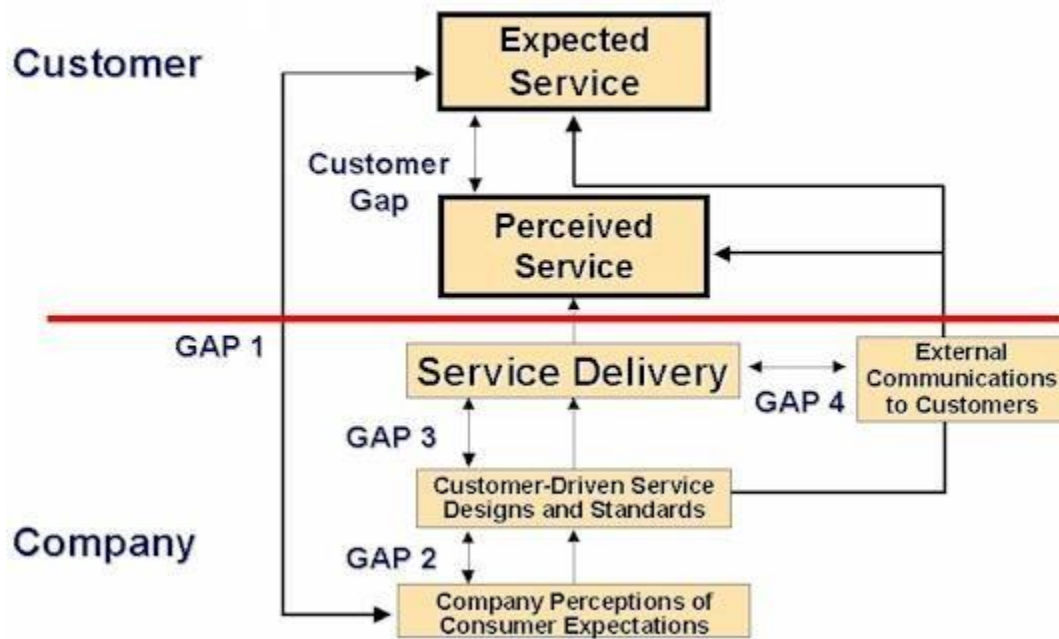 Customer
Expected
Service
Customer
Gap
Perceived
Service
GAP 1
Service Delivery
GAP 4
External
Communications
to Customers
GAP 3
Customer-Driven Service
Designs and Standards
Company
GAP 2
Company Perceptions of
Consumer Expectations